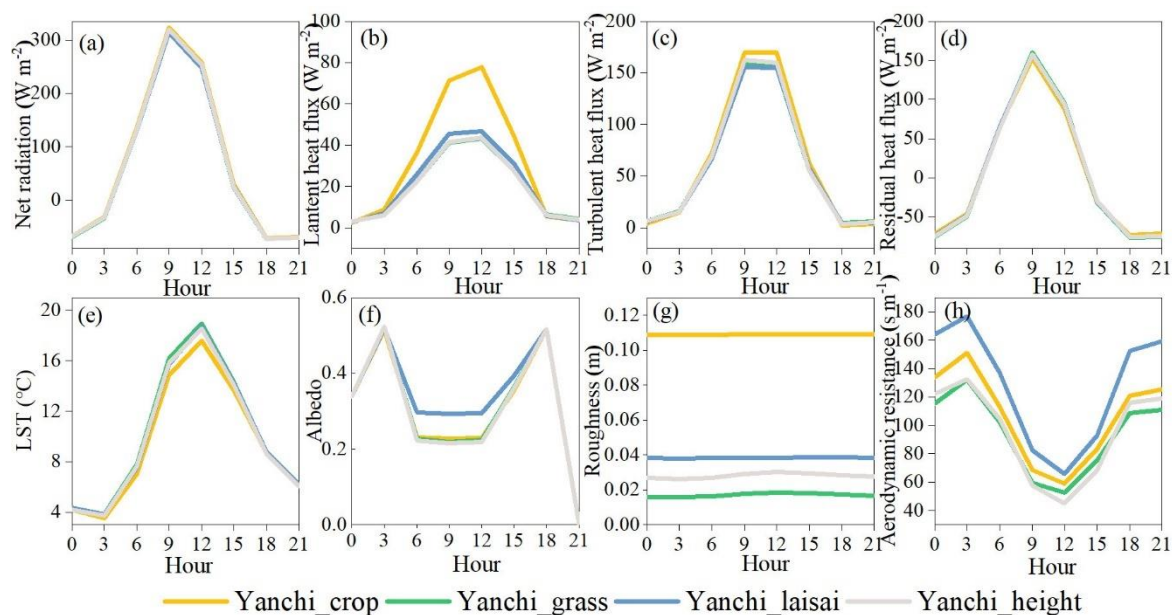 (a)
Net radiation (W m⁻²)
300
200
100
0
0 3 6 9 12 15 18 21
Hour
(b)
Lantent heat flux (W m⁻²)
100
80
60
40
20
0
0 3 6 9 12 15 18 21
Hour
(c)
Turbulent heat flux (W m⁻²)
200
150
100
50
0
0 3 6 9 12 15 18 21
Hour
(d)
Residual heat flux (W m⁻²)
200
150
100
50
0
-50
0 3 6 9 12 15 18 21
Hour
(e)
LST (°C)
20
16
12
8
4
0 3 6 9 12 15 18 21
Hour
(f)
Albedo
0.6
0.4
0.2
0.0
0 3 6 9 12 15 18 21
Hour
(g)
Roughness (m)
0.12
0.10
0.08
0.06
0.04
0.02
0.00
0 3 6 9 12 15 18 21
Hour
(h)
Aerodynamic resistance (s m⁻¹)
180
160
140
120
100
80
60
40
0 3 6 9 12 15 18 21
Hour
Yanchi_crop Yanchi_grass Yanchi_laisai Yanchi_height